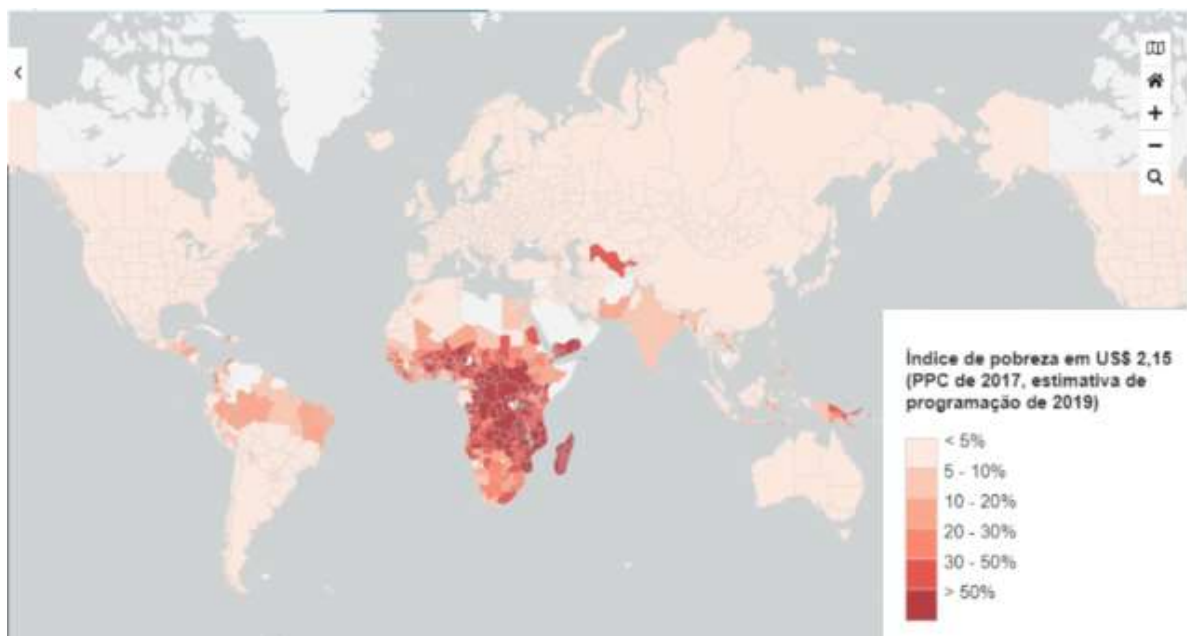 Índice de pobreza em US$ 2,15
(PPC de 2017, estimativa de
programação de 2019)
< 5%
5 - 10%
10 - 20%
20 - 30%
30 - 50%
> 50%